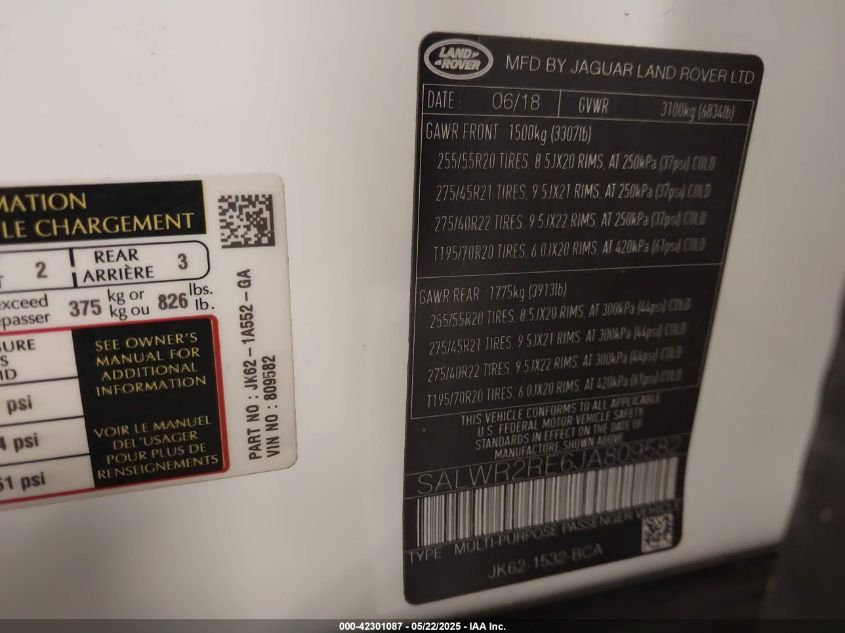 MATION
LE CHARGEMENT
2 REAR ARRIÈRE 3
exceed
passer 375 kg or kg ou 826 lbs. lb.
SURE
S
ID
psi
4 psi
51 psi
SEE OWNER'S
MANUAL FOR
ADDITIONAL
INFORMATION
VOIR LE MANUEL
DEL'USAGER
POUR PLUS DE
RENSEIGNEMENTS
PART NO : JK62-1A552-GA
VIN NO : 809582
LAND ROVER
MFD BY JAGUAR LAND ROVER LTD
DATE : 06/18 GVWR 3100kg (6834lb)
GAWR FRONT 1500kg (3307lb)
255/55R20 TIRES, 8.5JX20 RIMS, AT 250kPa (37psi) COLD
275/45R21 TIRES, 9.5JX21 RIMS, AT 250kPa (37psi) COLD
275/40R22 TIRES, 9.5JX22 RIMS, AT 250kPa (37psi) COLD
T195/70R20 TIRES, 6.0JX20 RIMS, AT 420kPa (61psi) COLD
GAWR REAR 1775kg (3913lb)
255/55R20 TIRES, 8.5JX20 RIMS, AT 300kPa (44psi) COLD
275/45R21 TIRES, 9.5JX21 RIMS, AT 300kPa (44psi) COLD
275/40R22 TIRES, 9.5JX22 RIMS, AT 300kPa (44psi) COLD
T195/70R20 TIRES, 6.0JX20 RIMS, AT 420kPa (61psi) COLD
THIS VEHICLE CONFORMS TO ALL APPLICABLE
U.S. FEDERAL MOTOR VEHICLE SAFETY
STANDARDS IN EFFECT ON THE DATE OF
MANUFACTURE SHOWN ABOVE
SALWR2RE6JA809582
TYPE MULTI-PURPOSE PASSENGER VEHICLE
JK62-1532-BCA
000-42301087 - 05/22/2025 - IAA Inc.